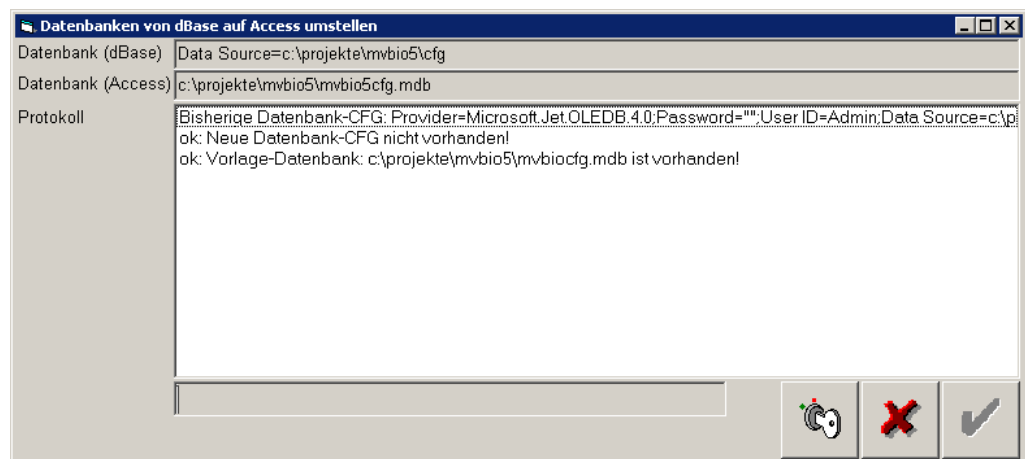 Datenbanken von dBase auf Access umstellen
Datenbank (dBase) Data Source=c:\projekte\mvbio5\cfg
Datenbank (Access) c:\projekte\mvbio5\mvbio5cfg.mdb
Protokoll Bisherige Datenbank-CFG: Provider=Microsoft.Jet.OLEDB.4.0;Password="";User ID=Admin;Data Source=c:\p
ok: Neue Datenbank-CFG nicht vorhanden!
ok: Vorlage-Datenbank: c:\projekte\mvbio5\mvbiocfg.mdb ist vorhanden!